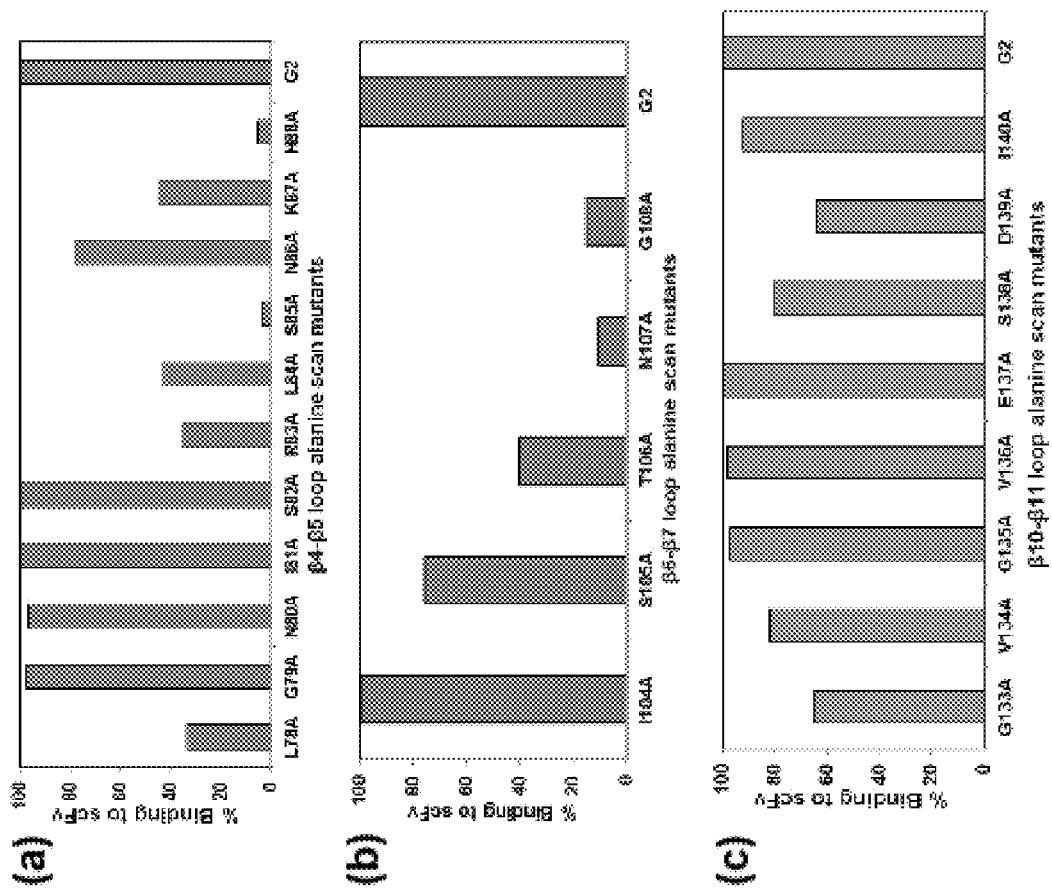 (a)
% Binding to scFv
100
80
60
40
20
0
L78A G79A N80A I81A S82A R83A L84A S85A N86A K87A H88A G2
β4-β5 loop alanine scan mutants
(b)
% Binding to scFv
100
80
60
40
20
0
I104A S105A T106A N107A G108A G2
β6-β7 loop alanine scan mutants
(c)
% Binding to scFv
100
80
60
40
20
0
G133A V134A G135A V136A E137A S138A D139A I140A G2
β10-β11 loop alanine scan mutants